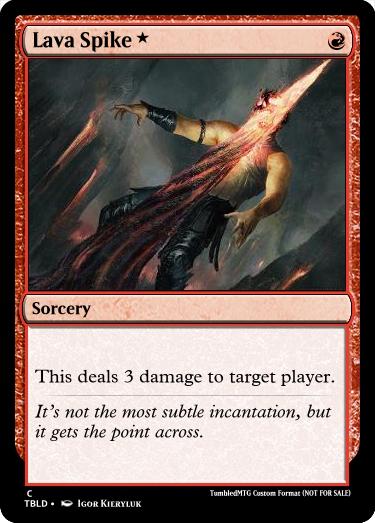 Lava Spike ★
Sorcery
This deals 3 damage to target player.
It's not the most subtle incantation, but
it gets the point across.
C
TBLD • Igor Kieryluk
TumbledMTG Custom Format (NOT FOR SALE)